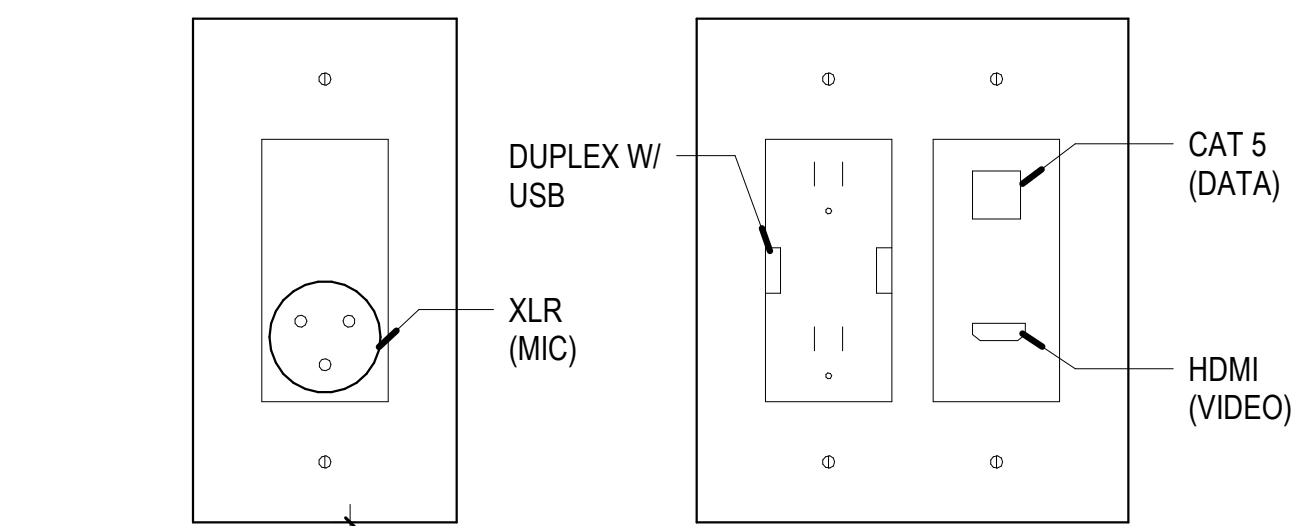 DUPLEX W/
USB
XLR
(MIC)
CAT 5
(DATA)
HDMI
(VIDEO)